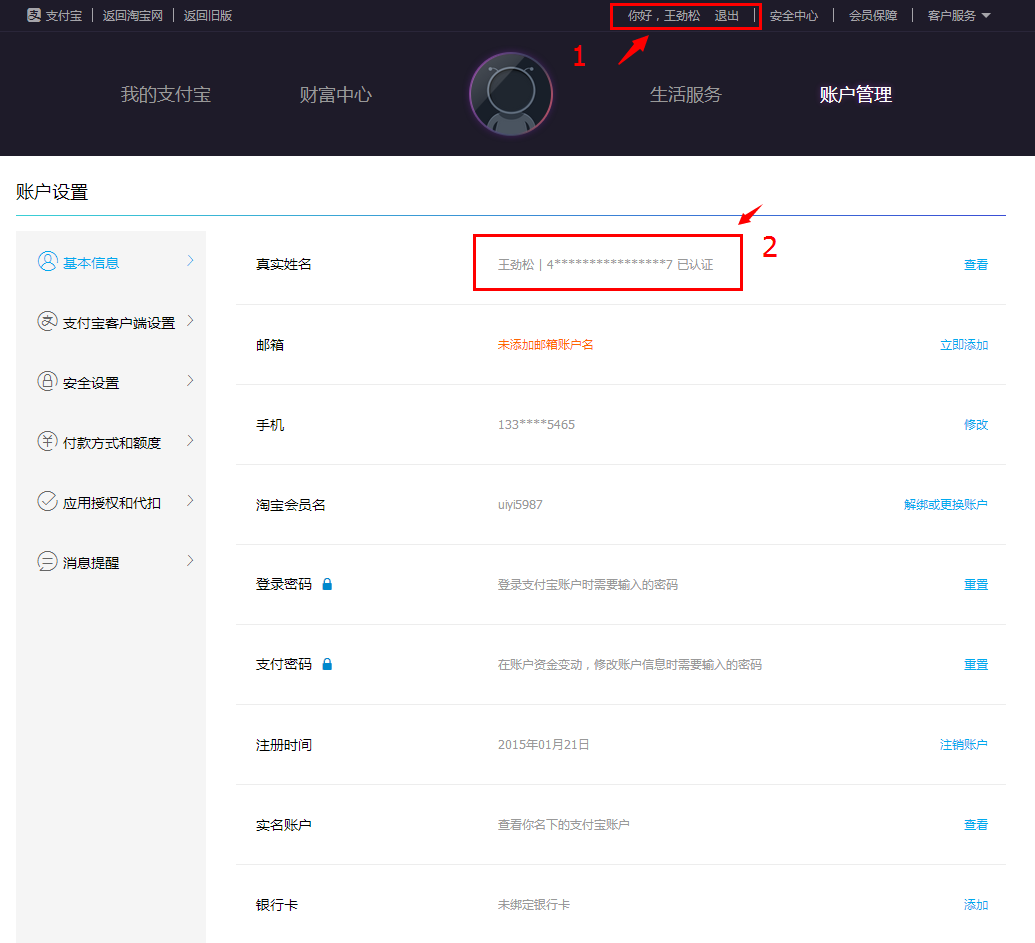 支 支付宝 返回淘宝网 返回旧版 你好，王劲松 退出 安全中心 会员保障 客户服务
1
我的支付宝 财富中心 生活服务 账户管理
账户设置
2
基本信息
支付宝客户端设置
安全设置
付款方式和额度
应用授权和代扣
消息提醒
真实姓名 王劲松 | 4****************7 已认证 查看
邮箱 未添加邮箱账户名 立即添加
手机 133****5465 修改
淘宝会员名 uiyi5987 解绑或更换账户
登录密码 登录支付宝账户时需要输入的密码 重置
支付密码 在账户资金变动，修改账户信息时需要输入的密码 重置
注册时间 2015年01月21日 注销账户
实名账户 查看你名下的支付宝账户 查看
银行卡 未绑定银行卡 添加